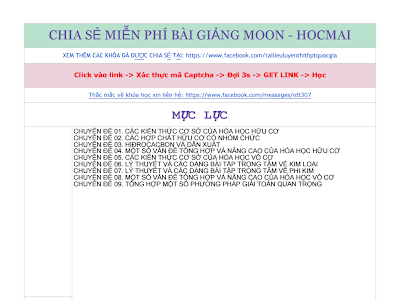 CHIA SẺ MIỄN PHÍ BÀI GIẢNG MOON - HOCMAI
XEM THÊM CÁC KHÓA ĐÃ ĐƯỢC CHIA SẺ TẠI: https://www.facebook.com/tailieuluyenthithptquocgia
Click vào link -> Xác thực mã Captcha -> Đợi 3s -> GET LINK -> Học
Thắc mắc về khóa học xin liên hệ: https://www.facebook.com/messages/ntt307
MỤC LỤC
CHUYÊN ĐỀ 01. CÁC KIẾN THỨC CƠ SỞ CỦA HÓA HỌC HỮU CƠ
CHUYÊN ĐỀ 02. CÁC HỢP CHẤT HỮU CƠ CÓ NHÓM CHỨC
CHUYÊN ĐỀ 03. HIĐROCACBON VÀ DẪN XUẤT
CHUYÊN ĐỀ 04. MỘT SỐ VẤN ĐỀ TỔNG HỢP VÀ NÂNG CAO CỦA HÓA HỌC HỮU CƠ
CHUYÊN ĐỀ 05. CÁC KIẾN THỨC CƠ SỞ CỦA HÓA HỌC VÔ CƠ
CHUYÊN ĐỀ 06. LÝ THUYẾT VÀ CÁC DẠNG BÀI TẬP TRỌNG TÂM VỀ KIM LOẠI
CHUYÊN ĐỀ 07. LÝ THUYẾT VÀ CÁC DẠNG BÀI TẬP TRỌNG TÂM VỀ PHI KIM
CHUYÊN ĐỀ 08. MỘT SỐ VẤN ĐỀ TỔNG HỢP VÀ NÂNG CAO CỦA HÓA HỌC VÔ CƠ
CHUYÊN ĐỀ 09. TỔNG HỢP MỘT SỐ PHƯƠNG PHÁP GIẢI TOÁN QUAN TRỌNG